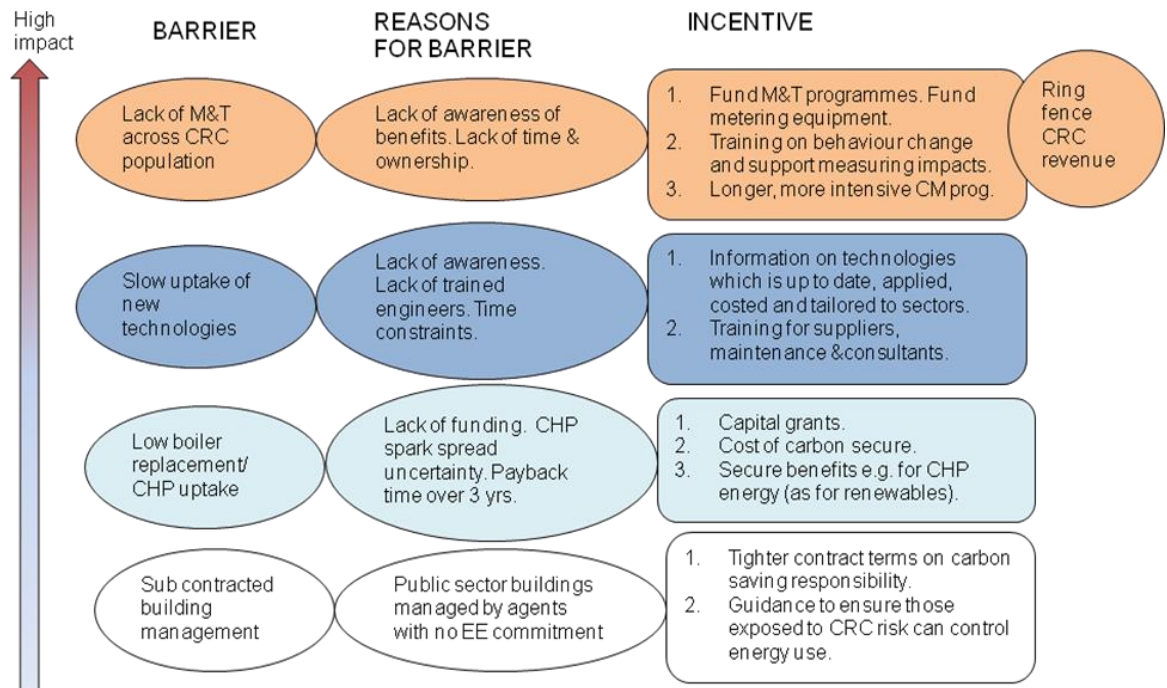 High
impact
BARRIER
REASONS
FOR BARRIER
INCENTIVE
Lack of M&T
across CRC
population
Lack of awareness of
benefits. Lack of time &
ownership.
1. Fund M&T programmes. Fund
metering equipment.
2. Training on behaviour change
and support measuring impacts.
3. Longer, more intensive CM prog.
Ring
fence
CRC
revenue
Slow uptake of
new
technologies
Lack of awareness.
Lack of trained
engineers. Time
constraints.
1. Information on technologies
which is up to date, applied,
costed and tailored to sectors.
2. Training for suppliers,
maintenance &consultants.
Low boiler
replacement/
CHP uptake
Lack of funding. CHP
spark spread
uncertainty. Payback
time over 3 yrs.
1. Capital grants.
2. Cost of carbon secure.
3. Secure benefits e.g. for CHP
energy (as for renewables).
Sub contracted
building
management
Public sector buildings
managed by agents
with no EE commitment
1. Tighter contract terms on carbon
saving responsibility.
2. Guidance to ensure those
exposed to CRC risk can control
energy use.